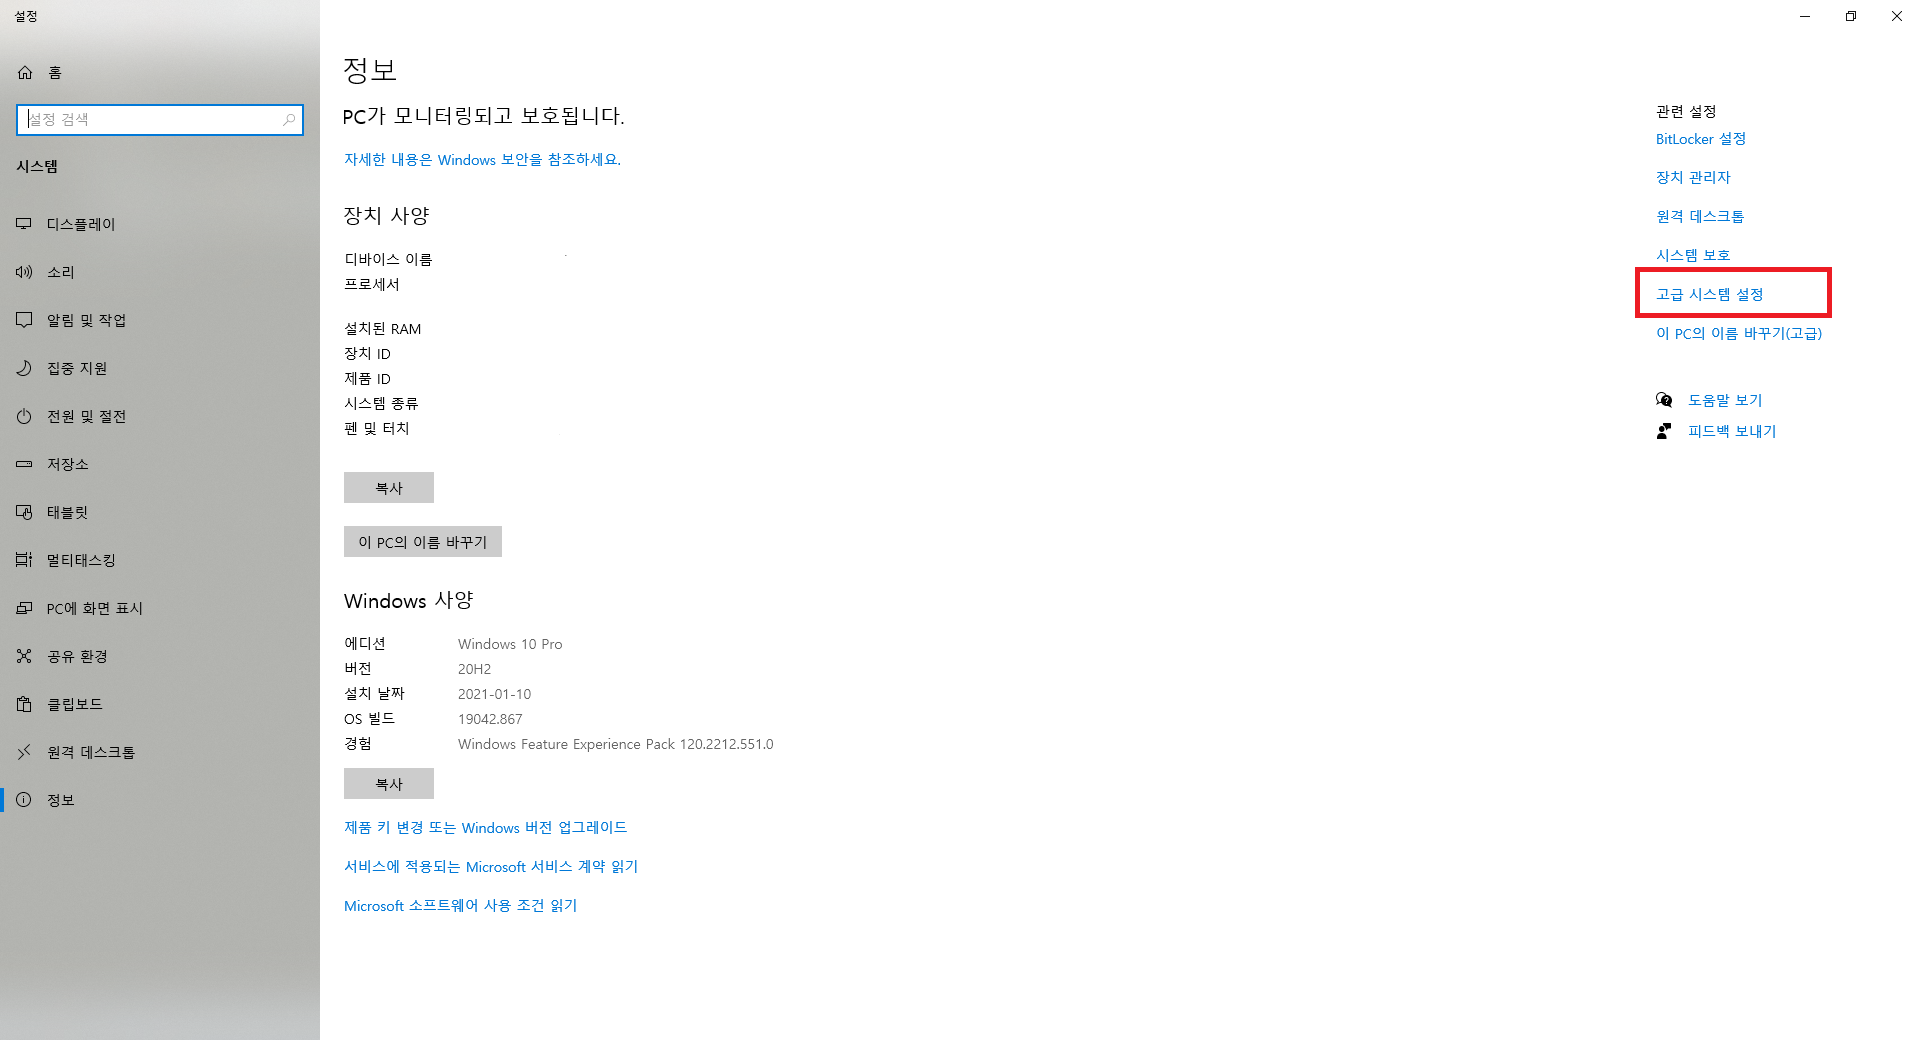 설정
홈
설정 검색
시스템
디스플레이
소리
알림 및 작업
집중 지원
전원 및 절전
저장소
태블릿
멀티태스킹
PC에 화면 표시
공유 환경
클립보드
원격 데스크톱
정보
정보
PC가 모니터링되고 보호됩니다.
자세한 내용은 Windows 보안을 참조하세요.
장치 사양
디바이스 이름
프로세서
설치된 RAM
장치 ID
제품 ID
시스템 종류
펜 및 터치
복사
이 PC의 이름 바꾸기
Windows 사양
에디션 Windows 10 Pro
버전 20H2
설치 날짜 2021-01-10
OS 빌드 19042.867
경험 Windows Feature Experience Pack 120.2212.551.0
복사
제품 키 변경 또는 Windows 버전 업그레이드
서비스에 적용되는 Microsoft 서비스 계약 읽기
Microsoft 소프트웨어 사용 조건 읽기
관련 설정
BitLocker 설정
장치 관리자
원격 데스크톱
시스템 보호
고급 시스템 설정
이 PC의 이름 바꾸기(고급)
도움말 보기
피드백 보내기